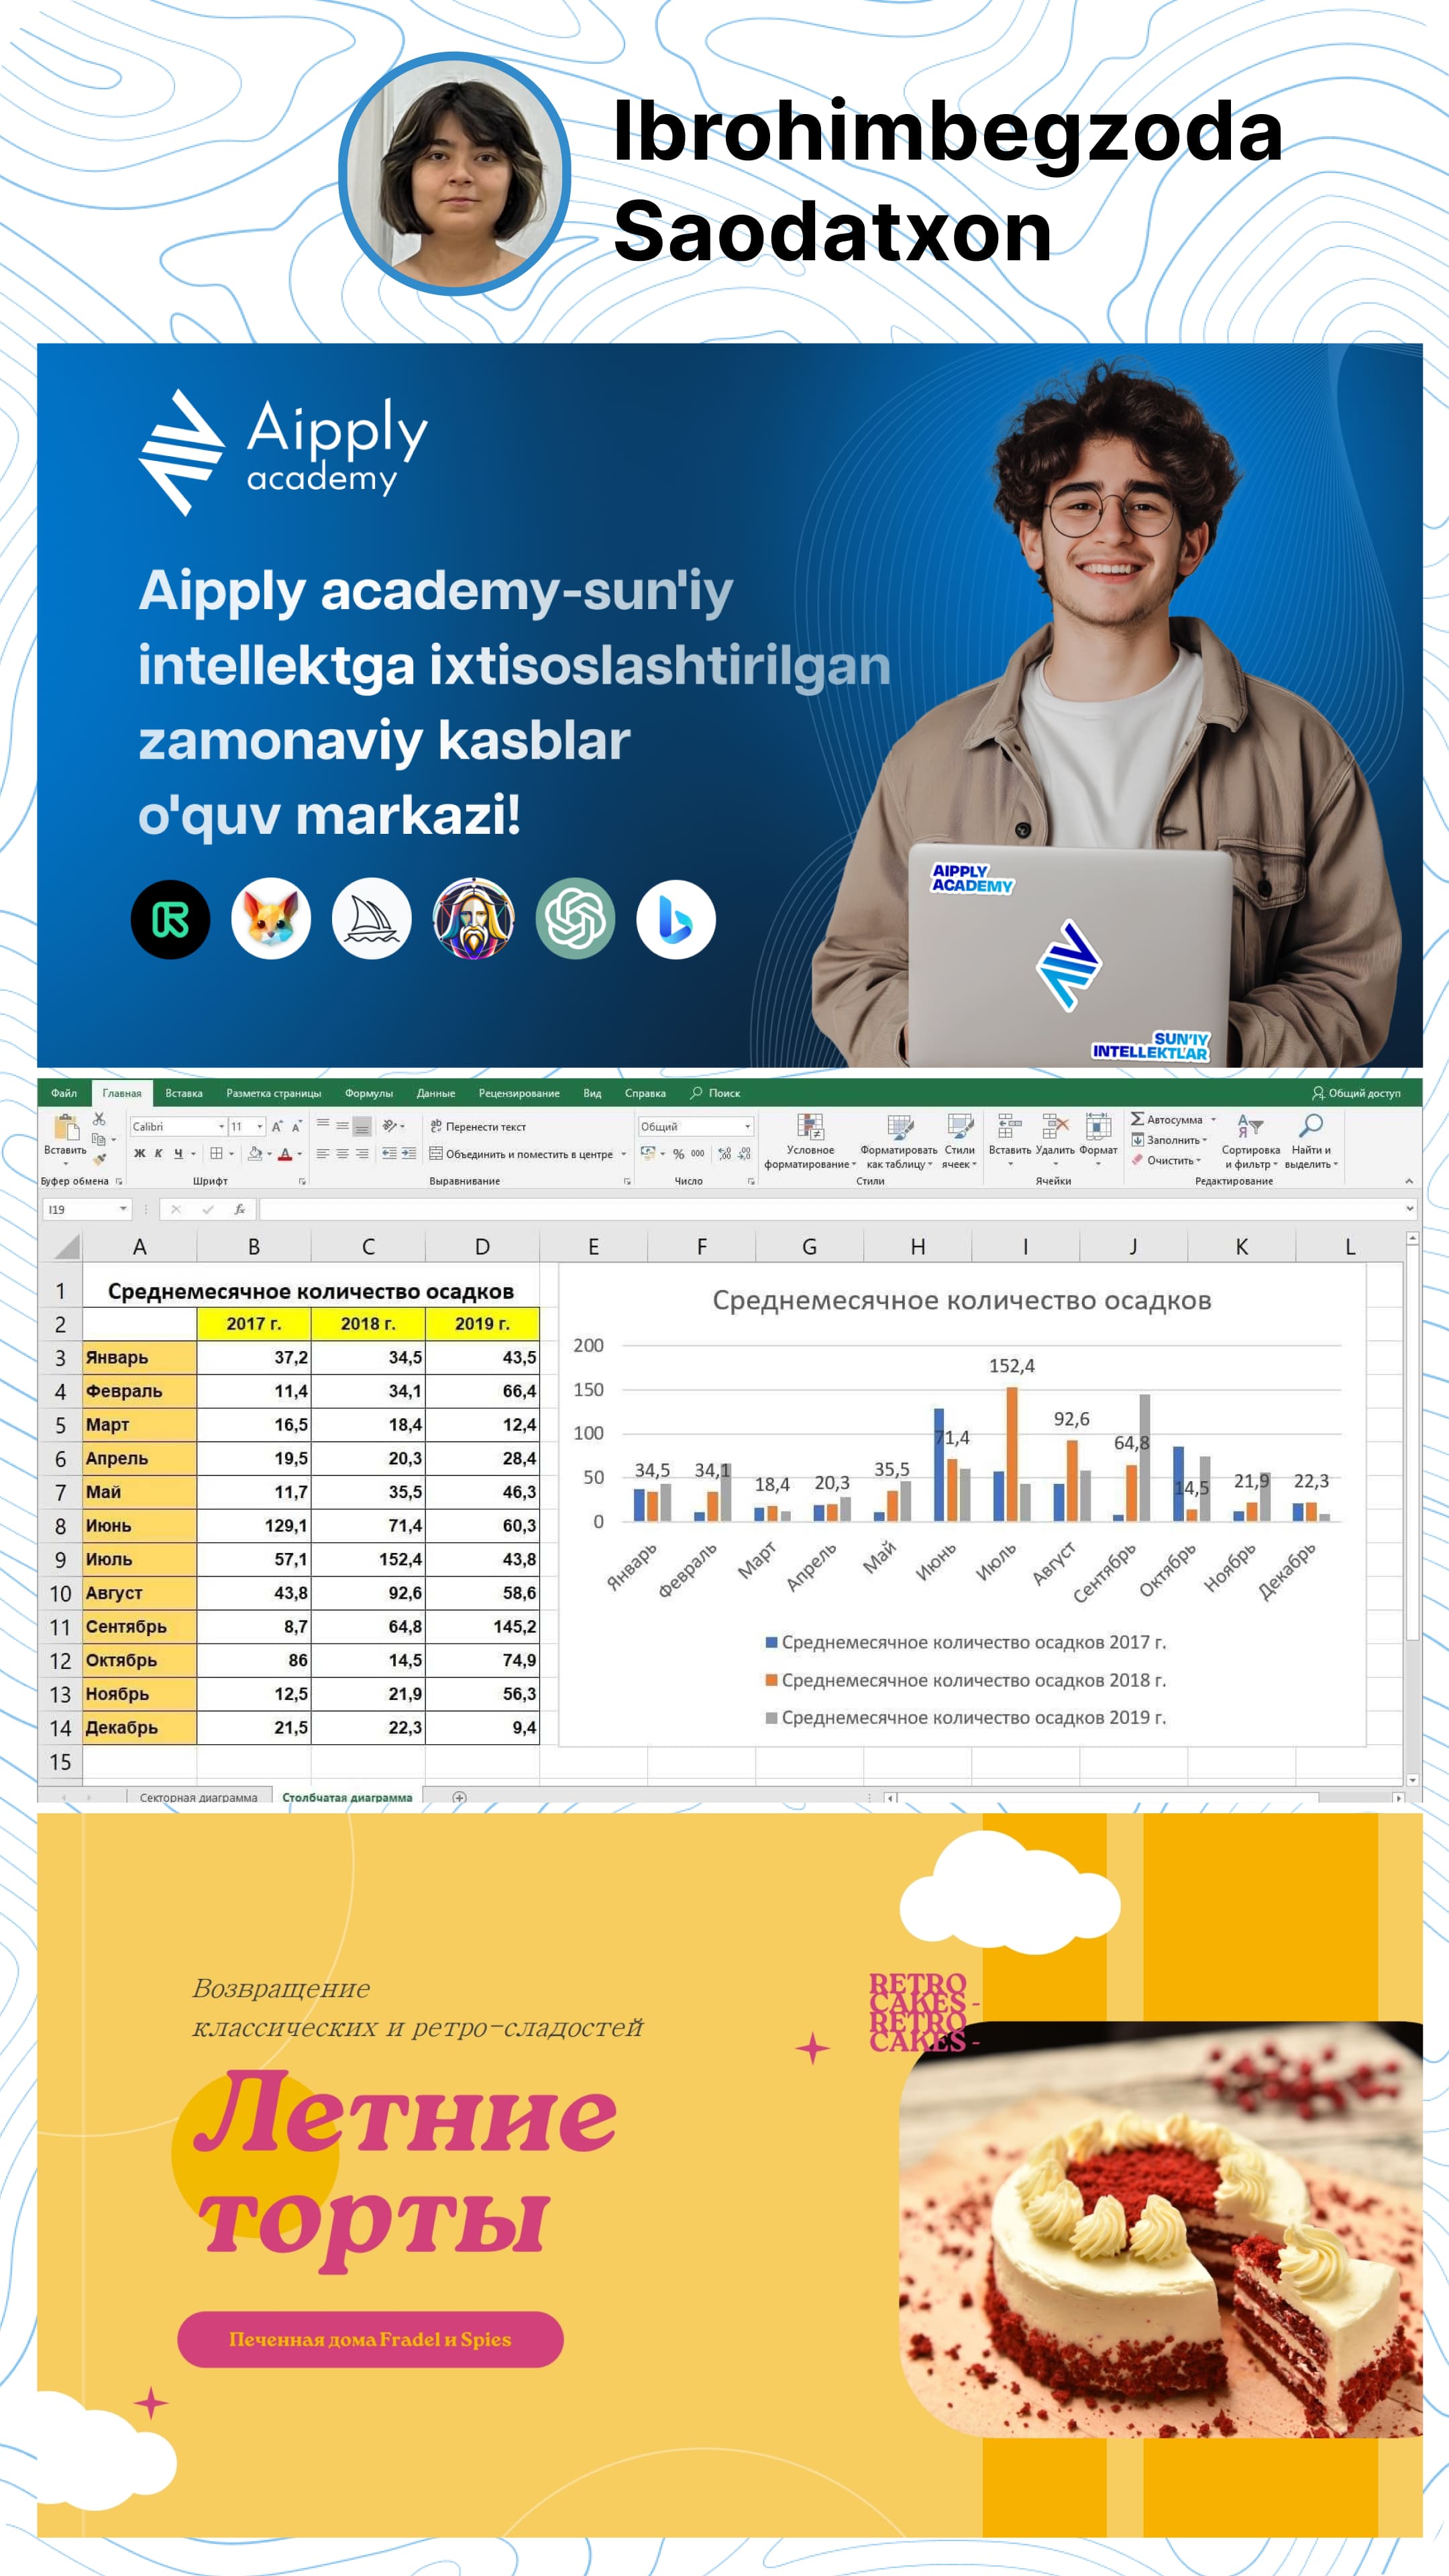 Ibrohimbegzoda
Saodatxon
Aipply
academy
Aipply academy-sun'iy
intellektga ixtisoslashtirilgan
zamonaviy kasblar
o'quv markazi!
AIPPLY
ACADEMY
SUN'IY
INTELLEKTLAR
Файл Главная Вставка Разметка страницы Формулы Данные Рецензирование Вид Справка Поиск Общий доступ
Вставить
Буфер обмена
Calibri 11
Ж К Ч
Шрифт
Перенести текст
Объединить и поместить в центре
Выравнивание
Общий
% 000
Число
Условное форматирование
Форматировать как таблицу
Стили ячеек
Стили
Вставить Удалить Формат
Ячейки
Автосумма
Заполнить
Очистить
Сортировка и фильтр
Найти и выделить
Редактирование
I19 fx
A B C D E F G H I J K L
1 Среднемесячное количество осадков
2 2017 г. 2018 г. 2019 г.
3 Январь 37,2 34,5 43,5
4 Февраль 11,4 34,1 66,4
5 Март 16,5 18,4 12,4
6 Апрель 19,5 20,3 28,4
7 Май 11,7 35,5 46,3
8 Июнь 129,1 71,4 60,3
9 Июль 57,1 152,4 43,8
10 Август 43,8 92,6 58,6
11 Сентябрь 8,7 64,8 145,2
12 Октябрь 86 14,5 74,9
13 Ноябрь 12,5 21,9 56,3
14 Декабрь 21,5 22,3 9,4
15
Среднемесячное количество осадков
200
150
100
50
0
34,5 34,1 18,4 20,3 35,5 71,4 152,4 92,6 64,8 14,5 21,9 22,3
Январь Февраль Март Апрель Май Июнь Июль Август Сентябрь Октябрь Ноябрь Декабрь
Среднемесячное количество осадков 2017 г.
Среднемесячное количество осадков 2018 г.
Среднемесячное количество осадков 2019 г.
Секторная диаграмма Столбчатая диаграмма
Возвращение
классических и ретро-сладостей
Летние
торты
Печенная дома Fradel и Spies
RETRO
CAKES -
RETRO
CAKES -